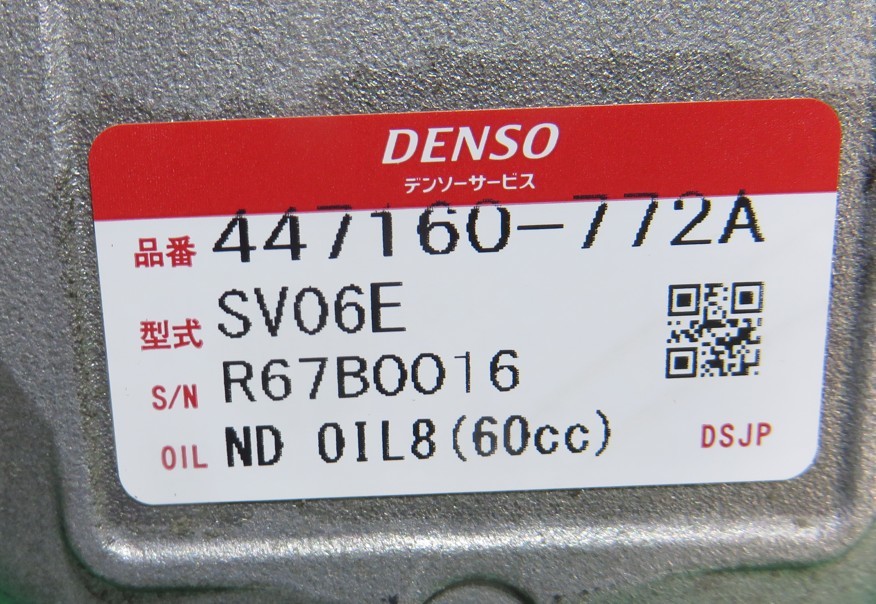 DENSO
デンソーサービス
品番 447160-772A
型式 SV06E
S/N R67B0016
OIL ND OIL8(60cc)
DSJP